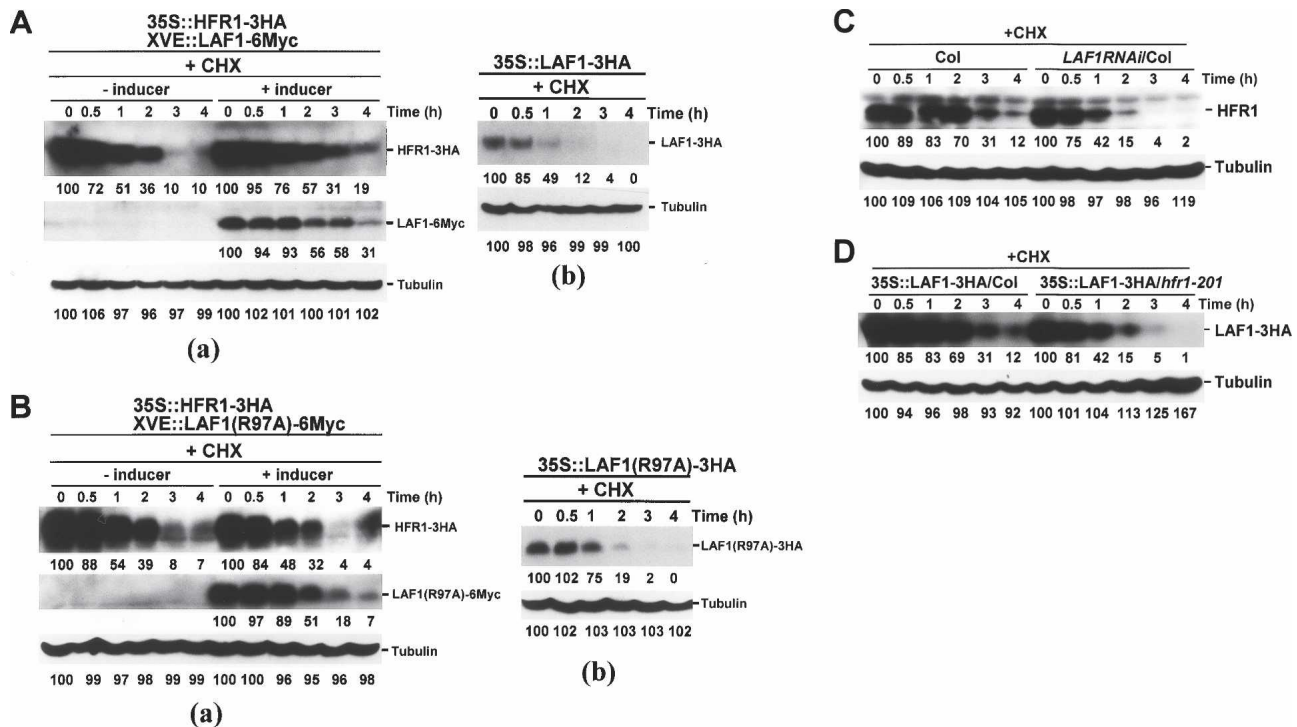 A
35S::HFR1-3HA
XVE::LAF1-6Myc
+ CHX
- inducer + inducer
0 0.5 1 2 3 4 0 0.5 1 2 3 4 Time (h)
HFR1-3HA
100 72 51 36 10 10 100 95 76 57 31 19
LAF1-6Myc
100 94 93 56 58 31
Tubulin
100 106 97 96 97 99 100 102 101 100 101 102
(a)
35S::LAF1-3HA
+ CHX
0 0.5 1 2 3 4 Time (h)
LAF1-3HA
100 85 49 12 4 0
Tubulin
100 98 96 99 99 100
(b)
B
35S::HFR1-3HA
XVE::LAF1(R97A)-6Myc
+ CHX
- inducer + inducer
0 0.5 1 2 3 4 0 0.5 1 2 3 4 Time (h)
HFR1-3HA
100 88 54 39 8 7 100 84 48 32 4 4
LAF1(R97A)-6Myc
100 97 89 51 18 7
Tubulin
100 99 97 98 99 99 100 100 96 95 96 98
(a)
35S::LAF1(R97A)-3HA
+ CHX
0 0.5 1 2 3 4 Time (h)
LAF1(R97A)-3HA
100 102 75 19 2 0
Tubulin
100 102 103 103 103 102
(b)
C
+CHX
Col LAF1RNAi/Col
0 0.5 1 2 3 4 0 0.5 1 2 3 4 Time (h)
HFR1
100 89 83 70 31 12 100 75 42 15 4 2
Tubulin
100 109 106 109 104 105 100 98 97 98 96 119
D
+CHX
35S::LAF1-3HA/Col 35S::LAF1-3HA/hfr1-201
0 0.5 1 2 3 4 0 0.5 1 2 3 4 Time (h)
LAF1-3HA
100 85 83 69 31 12 100 81 42 15 5 1
Tubulin
100 94 96 98 93 92 100 101 104 113 125 167